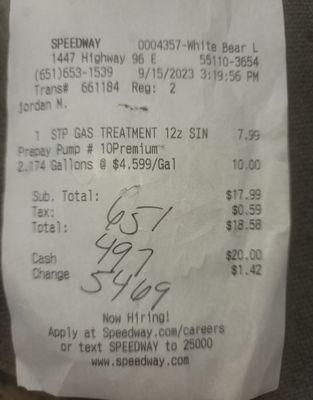 SPEEDWAY 0004357-White Bear L
1447 Highway 96 E 55110-3654
(651)653-1539 9/15/2023 3:19:56 PM
Trans# 661184 Reg: 2
jordan M.
1 STP GAS TREATMENT 12z SIN 7.99
Prepay Pump # 10Premium
2.174 Gallons @ $4.599/Gal 10.00
Sub. Total: $17.99
Tax: $0.59
Total: $18.58
651
497
5469
Cash $20.00
Change $1.42
Now Hiring!
Apply at Speedway.com/careers
or text SPEEDWAY to 25000
www.speedway.com